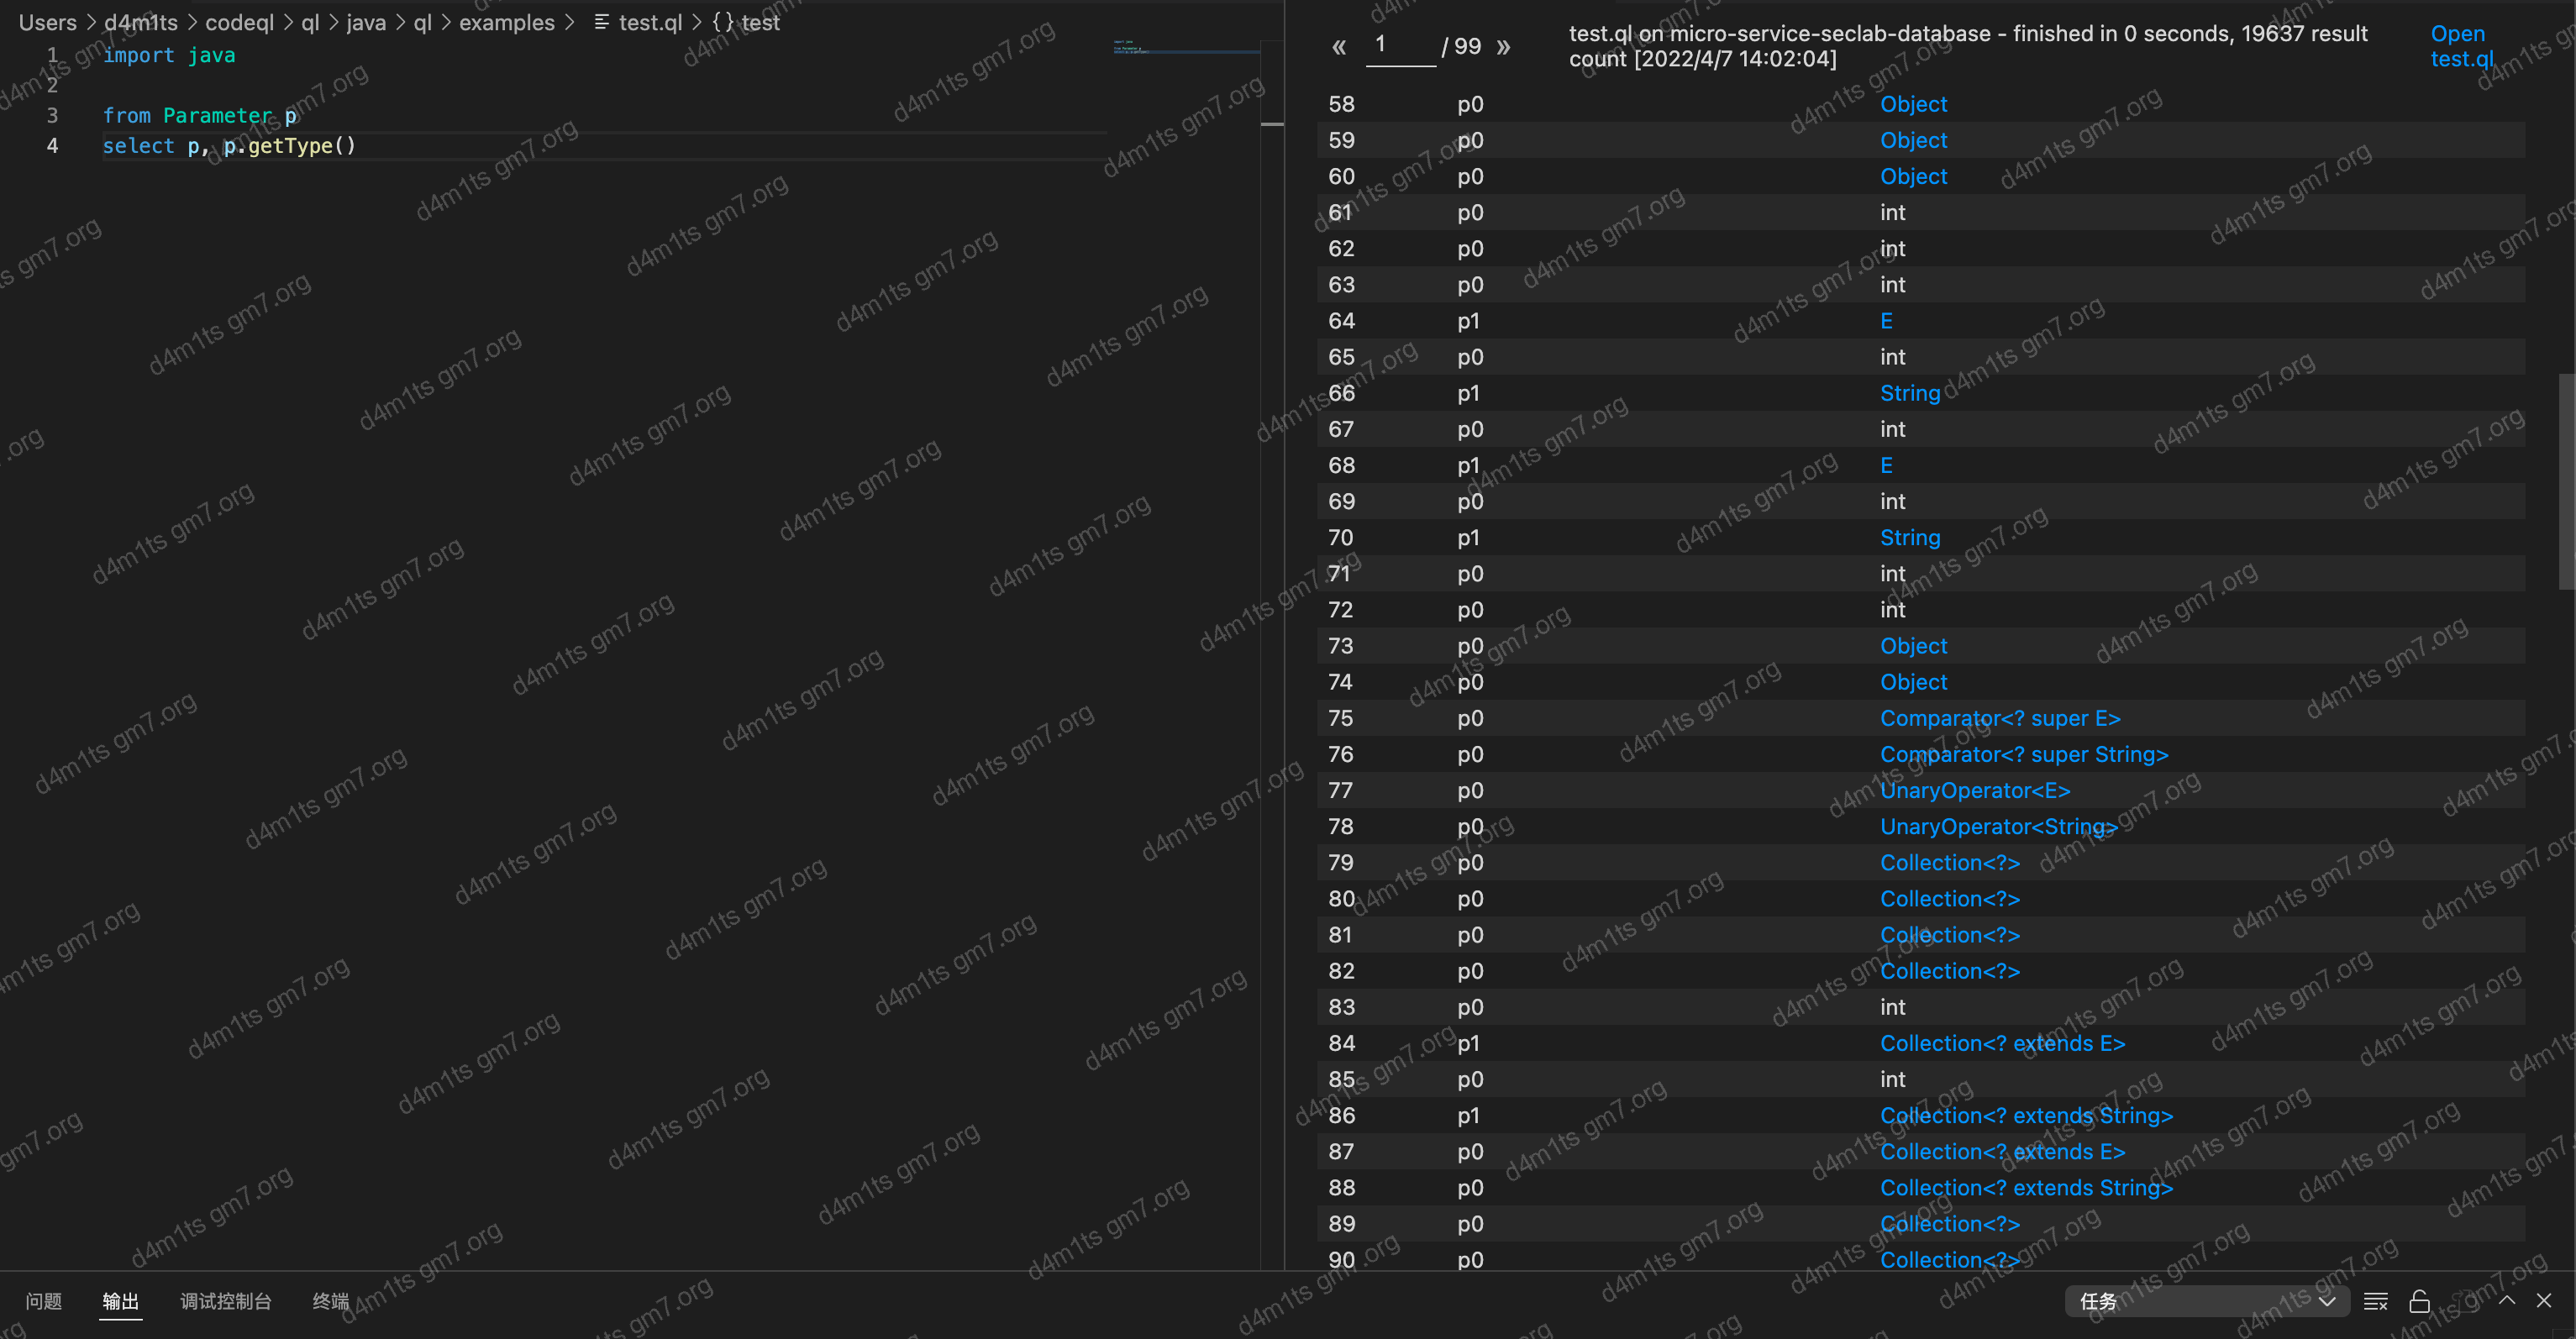 Users > d4m1ts > codeql > ql > java > ql > examples > test.ql > {} test
1 import java
2
3 from Parameter p
4 select p, p.getType()
« 1 / 99 »
test.ql on micro-service-seclab-database - finished in 0 seconds, 19637 result
count [2022/4/7 14:02:04]
Open
test.ql
58 p0 Object
59 p0 Object
60 p0 Object
61 p0 int
62 p0 int
63 p0 int
64 p1 E
65 p0 int
66 p1 String
67 p0 int
68 p1 E
69 p0 int
70 p1 String
71 p0 int
72 p0 int
73 p0 Object
74 p0 Object
75 p0 Comparator<? super E>
76 p0 Comparator<? super String>
77 p0 UnaryOperator<E>
78 p0 UnaryOperator<String>
79 p0 Collection<?>
80 p0 Collection<?>
81 p0 Collection<?>
82 p0 Collection<?>
83 p0 int
84 p1 Collection<? extends E>
85 p0 int
86 p1 Collection<? extends String>
87 p0 Collection<? extends E>
88 p0 Collection<? extends String>
89 p0 Collection<?>
90 p0 Collection<?>
问题 输出 调试控制台 终端
任务
d4m1ts gm7.org